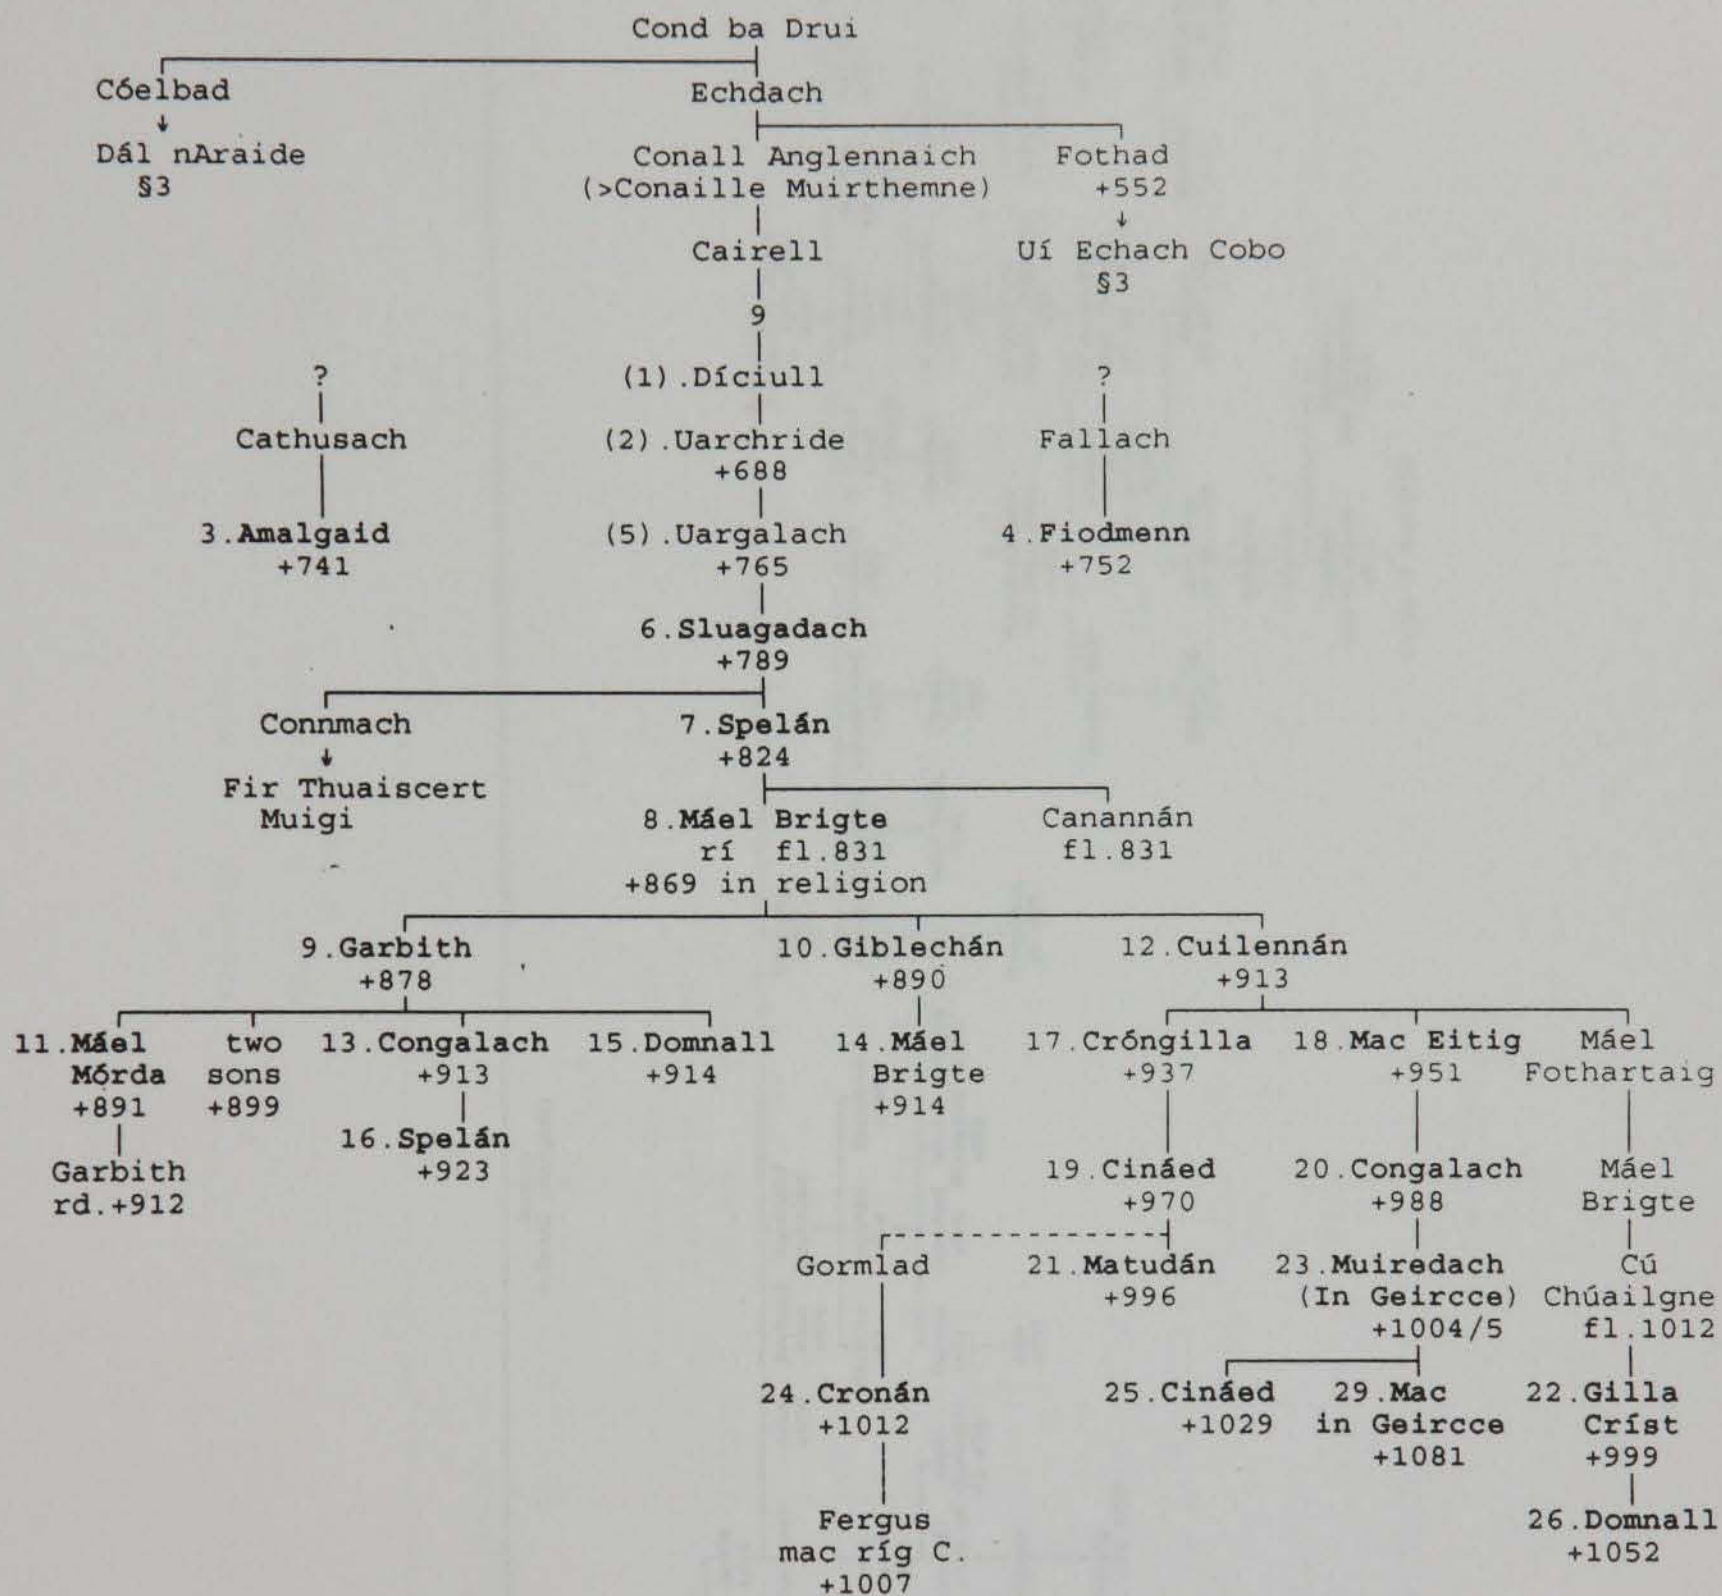 Cond ba Drui
Cóelbad Echdach
↓
Dál nAraide Conall Anglennaich Fothad
§3 (>Conaille Muirthemne) +552
↓
Cairell Uí Echach Cobo
§3
9
? (1).Díciull ?
Cathusach (2).Uarchride Fallach
+688
3.Amalgaid (5).Uargalach 4.Fiodmenn
+741 +765 +752
6.Sluagadach
+789
Connmach 7.Spelán
↓ +824
Fir Thuaiscert
Muigi 8.Máel Brigte Canannán
rí fl.831 fl.831
+869 in religion
9.Garbith 10.Giblechán 12.Cuilennán
+878 +890 +913
11.Máel two 13.Congalach 15.Domnall 14.Máel 17.Cróngilla 18.Mac Eitig Máel
Mórda sons +913 +914 Brigte +937 +951 Fothartaig
+891 +899 +914
16.Spelán
Garbith +923 19.Cináed 20.Congalach Máel
rd.+912 +970 +988 Brigte
Gormlad 21.Matudán 23.Muiredach Cú
+996 (In Geircce) Chúailgne
+1004/5 fl.1012
24.Cronán 25.Cináed 29.Mac 22.Gilla
+1012 +1029 in Geircce Críst
+1081 +999
Fergus 26.Domnall
mac ríg C. +1052
+1007